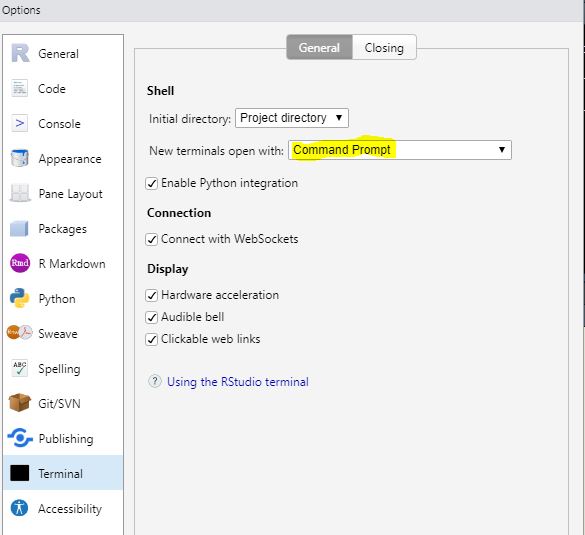 Options
General
Code
Console
Appearance
Pane Layout
Packages
Rmd R Markdown
Python
Sweave
ABC Spelling
Git/SVN
Publishing
Terminal
Accessibility
General Closing
Shell
Initial directory: Project directory
New terminals open with: Command Prompt
Enable Python integration
Connection
Connect with WebSockets
Display
Hardware acceleration
Audible bell
Clickable web links
? Using the RStudio terminal